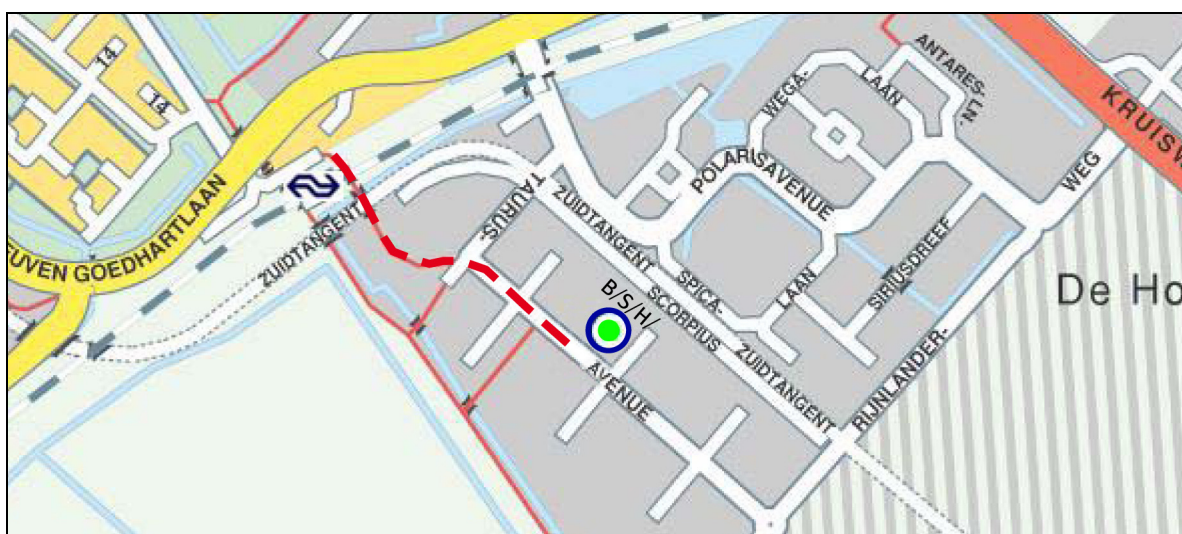 14
14
EUVEN GOEDHARTLAAN
ZUIDTANGENT
TAURUS-
AVENUE
B/S/H/
ZUIDTANGENT
SCORPIUS
ZUIDTANGENT
SPICA-
LAAN
POLARISAVENUE
WEGA-
LAAN
ANTARES-
LN.
SIRIUSDREEF
RIJNLANDER-
WEG
KRUISW
De Ho